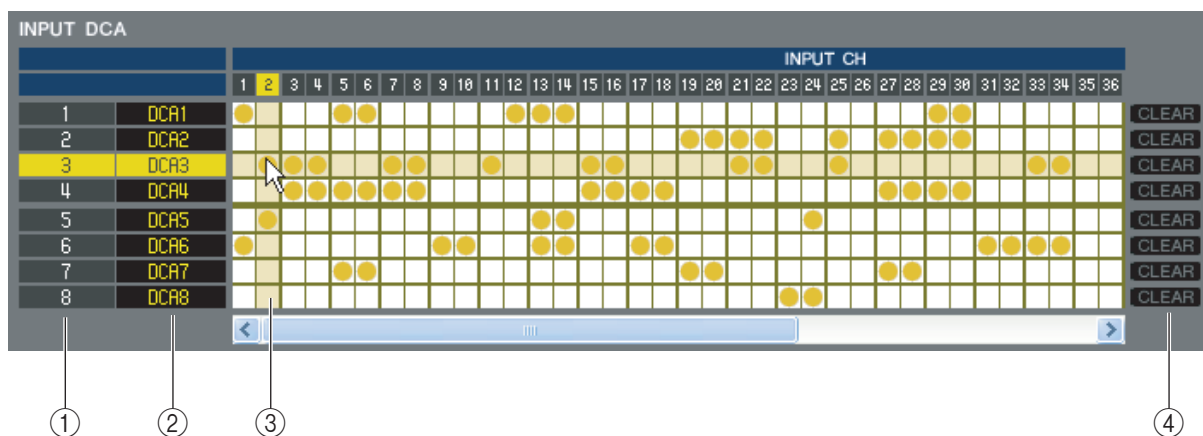 INPUT DCA
INPUT CH
1 2 3 4 5 6 7 8 9 10 11 12 13 14 15 16 17 18 19 20 21 22 23 24 25 26 27 28 29 30 31 32 33 34 35 36
1 DCA1 CLEAR
2 DCA2 CLEAR
3 DCA3 CLEAR
4 DCA4 CLEAR
5 DCA5 CLEAR
6 DCA6 CLEAR
7 DCA7 CLEAR
8 DCA8 CLEAR
① ② ③ ④